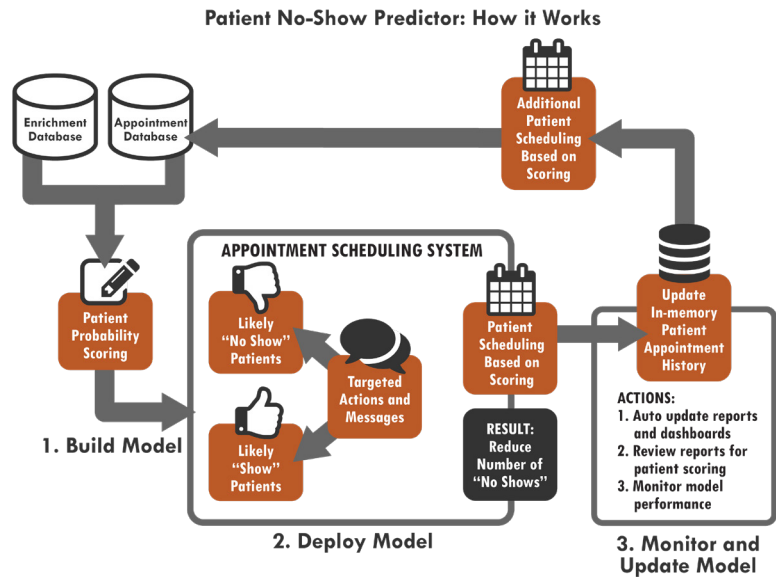 Patient No-Show Predictor: How it Works
Enrichment
Database
Appointment
Database
Additional
Patient
Scheduling
Based on
Scoring
Patient
Probability
Scoring
1. Build Model
APPOINTMENT SCHEDULING SYSTEM
Likely
“No Show”
Patients
Targeted
Actions and
Messages
Likely
“Show”
Patients
Patient
Scheduling
Based on
Scoring
RESULT:
Reduce
Number of
“No Shows”
2. Deploy Model
Update
In-memory
Patient
Appointment
History
ACTIONS:
1. Auto update reports
and dashboards
2. Review reports for
patient scoring
3. Monitor model
performance
3. Monitor and
Update Model